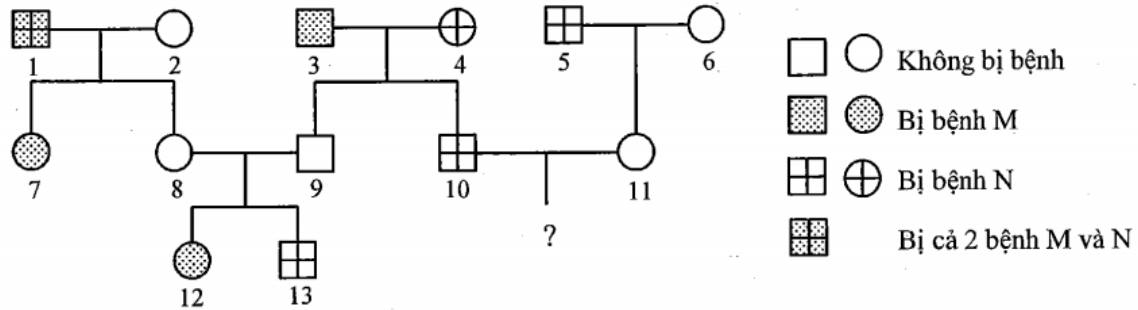 1 2 3 4 5 6
7 8 9 10 11
?
12 13
Không bị bệnh
Bị bệnh M
Bị bệnh N
Bị cả 2 bệnh M và N